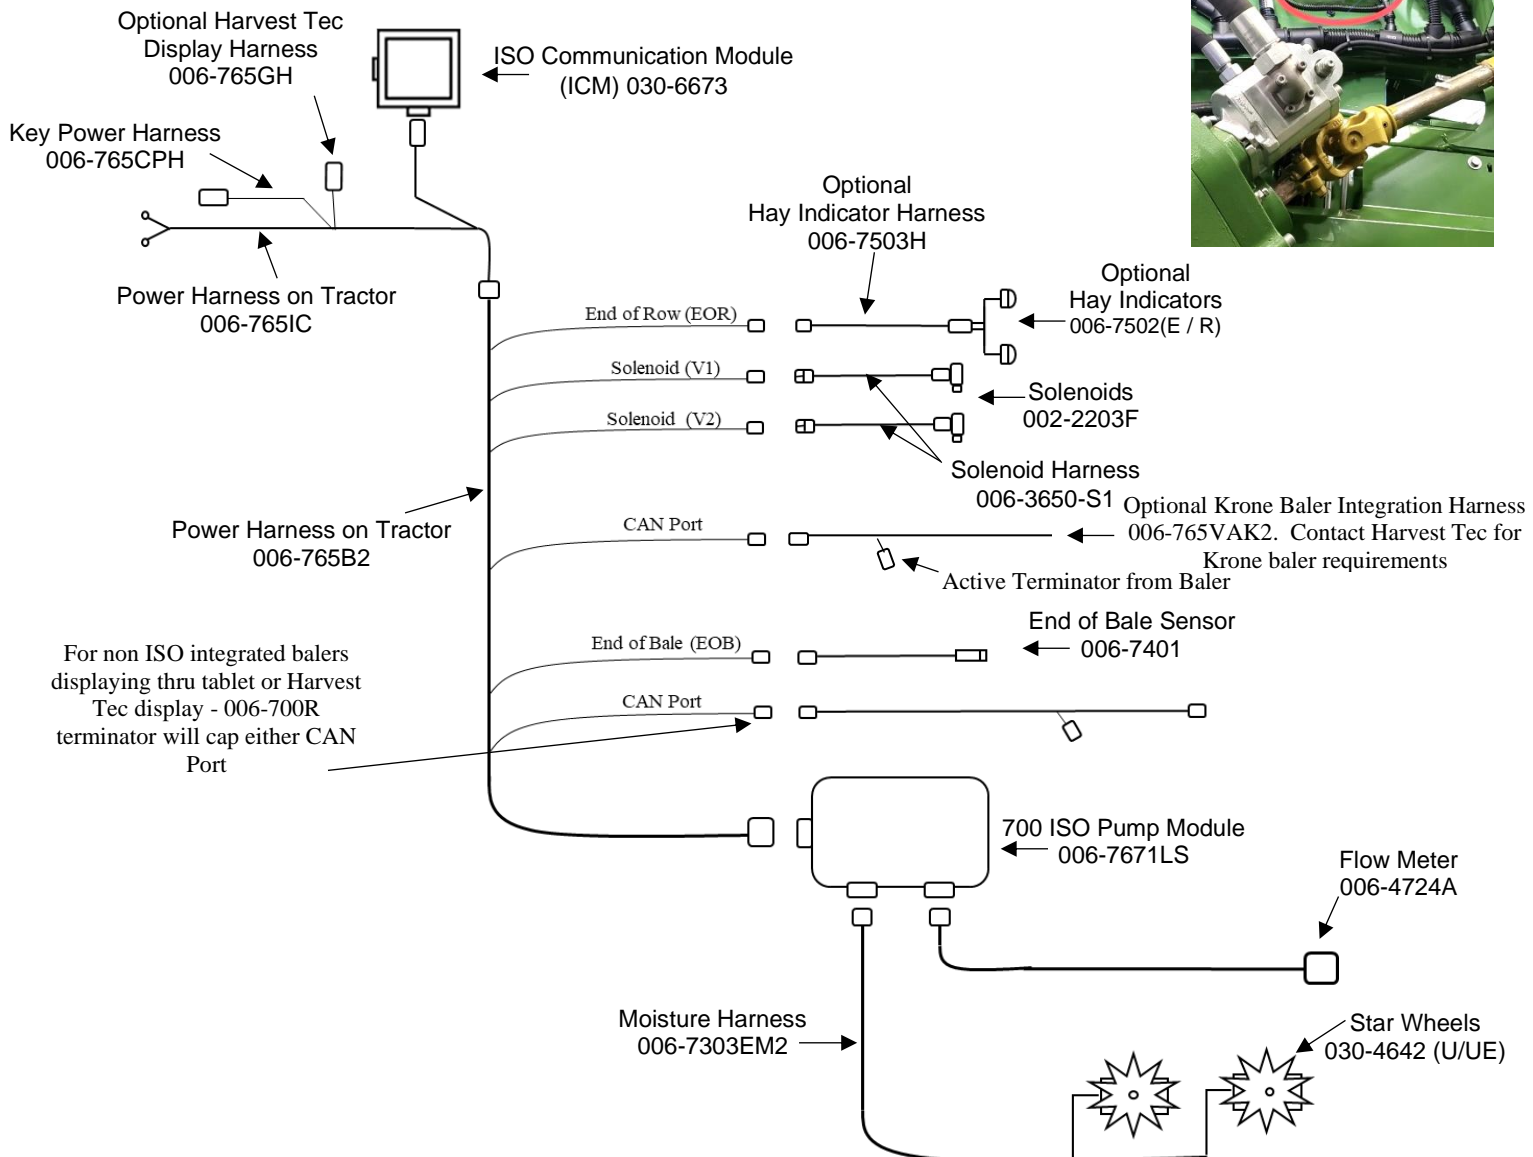 Optional Harvest Tec
Display Harness
006-765GH
ISO Communication Module
(ICM) 030-6673
Key Power Harness
006-765CPH
Power Harness on Tractor
006-765IC
Optional
Hay Indicator Harness
006-7503H
Optional
Hay Indicators
006-7502(E / R)
End of Row (EOR)
Solenoid (V1)
Solenoid (V2)
Solenoids
002-2203F
Solenoid Harness
006-3650-S1
Power Harness on Tractor
006-765B2
CAN Port
Optional Krone Baler Integration Harness
006-765VAK2. Contact Harvest Tec for
Krone baler requirements
Active Terminator from Baler
End of Bale (EOB)
End of Bale Sensor
006-7401
CAN Port
For non ISO integrated balers
displaying thru tablet or Harvest
Tec display - 006-700R
terminator will cap either CAN
Port
700 ISO Pump Module
006-7671LS
Flow Meter
006-4724A
Moisture Harness
006-7303EM2
Star Wheels
030-4642 (U/UE)